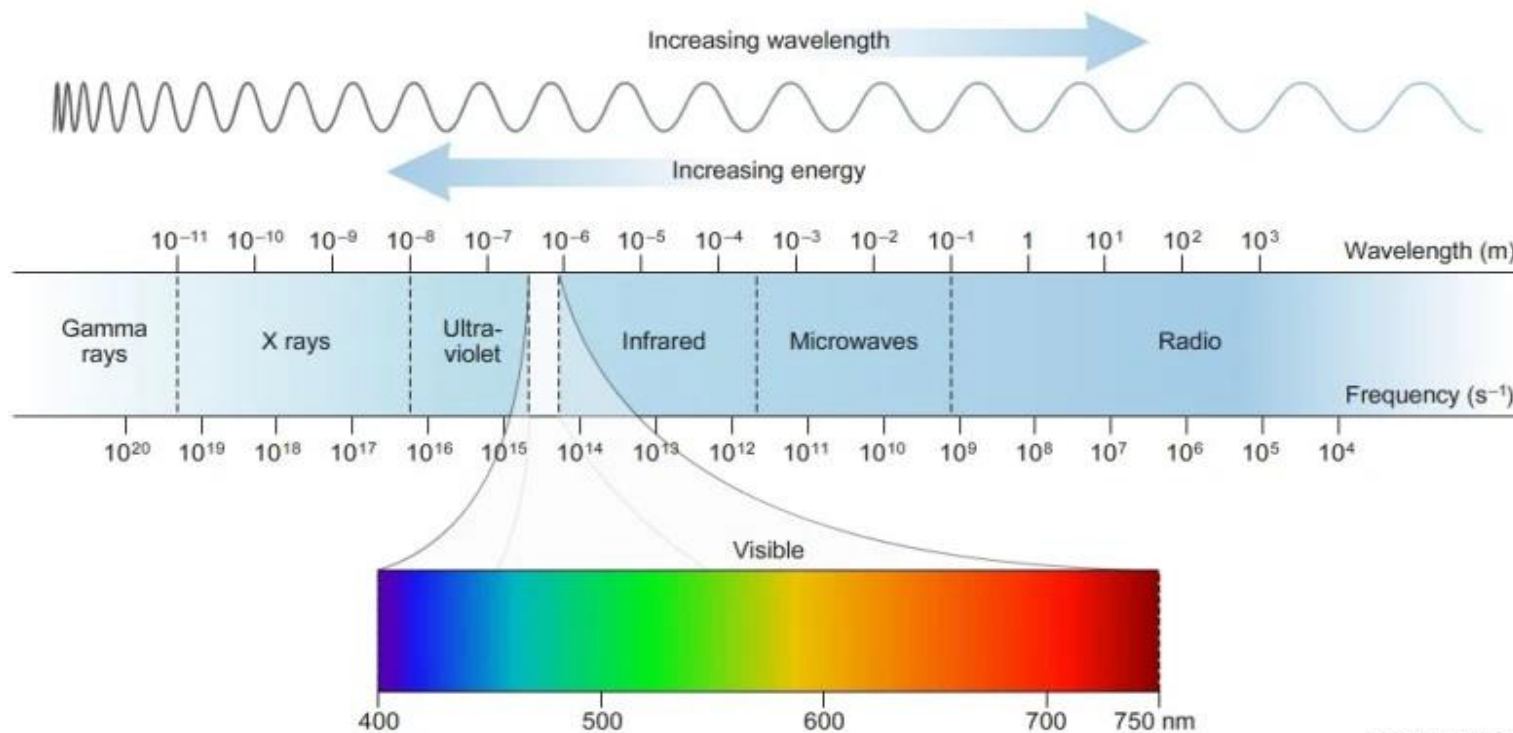 Increasing wavelength
Increasing energy
10⁻¹¹ 10⁻¹⁰ 10⁻⁹ 10⁻⁸ 10⁻⁷ 10⁻⁶ 10⁻⁵ 10⁻⁴ 10⁻³ 10⁻² 10⁻¹ 1 10¹ 10² 10³ Wavelength (m)
Gamma
rays
X rays
Ultra-
violet
Infrared
Microwaves
Radio
Frequency (s⁻¹)
10²⁰ 10¹⁹ 10¹⁸ 10¹⁷ 10¹⁶ 10¹⁵ 10¹⁴ 10¹³ 10¹² 10¹¹ 10¹⁰ 10⁹ 10⁸ 10⁷ 10⁶ 10⁵ 10⁴
Visible
400 500 600 700 750 nm